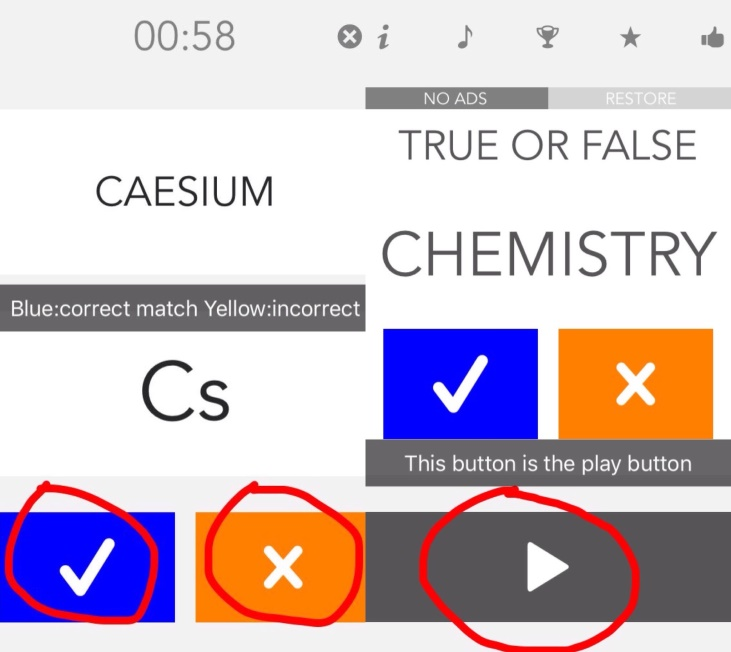 00:58
CAESIUM
Blue:correct match Yellow:incorrect
Cs
NO ADS
RESTORE
TRUE OR FALSE
CHEMISTRY
This button is the play button